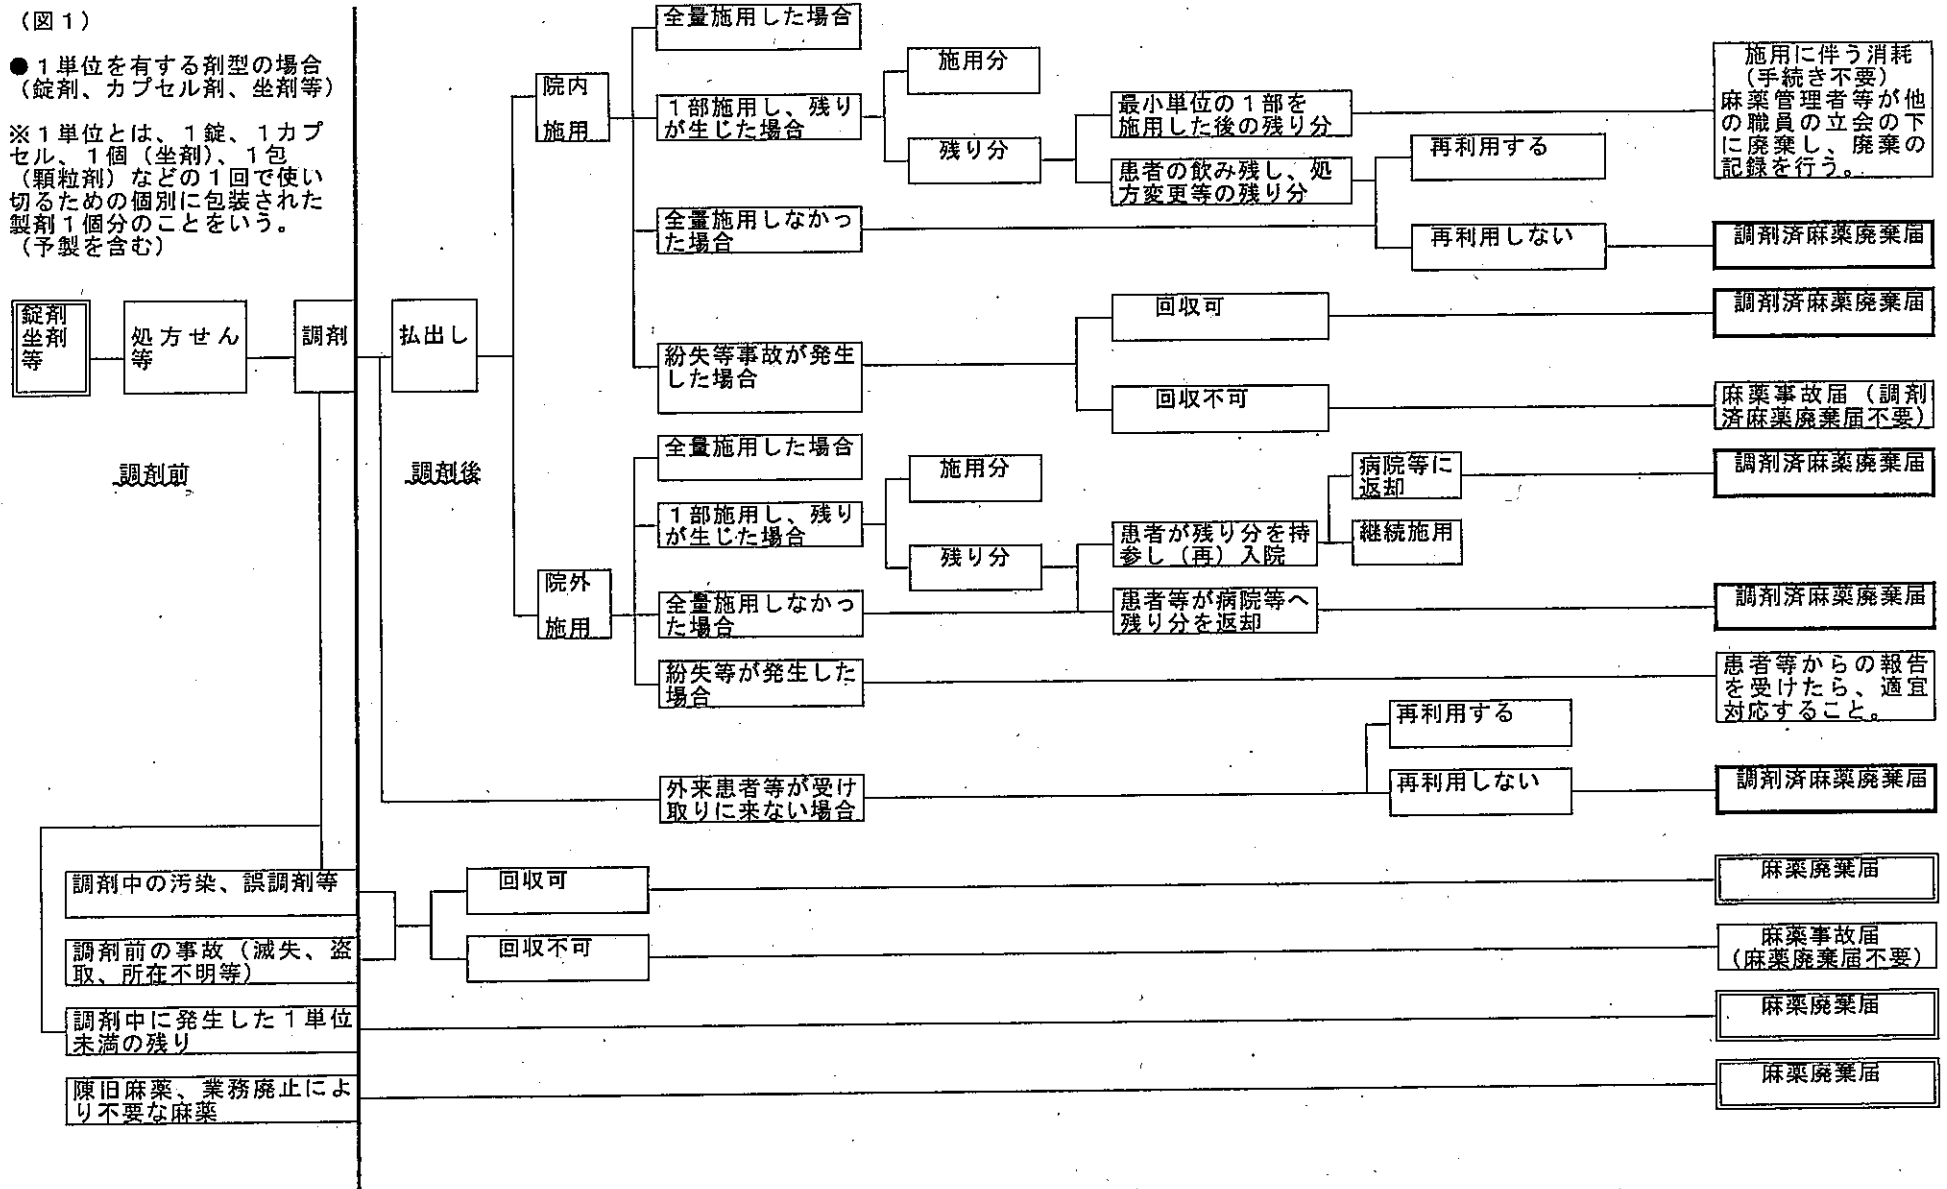 (図1)
●1単位を有する剤型の場合
(錠剤、カプセル剤、坐剤等)
※1単位とは、1錠、1カプ
セル、1個(坐剤)、1包
(顆粒剤)などの1回で使い
切るための個別に包装された
製剤1個分のことをいう。
(予製を含む)
錠剤
坐剤
等
処方せん
等
調剤
払出し
調剤前
調剤後
院内
施用
全量施用した場合
1部施用し、残り
が生じた場合
施用分
残り分
最小単位の1部を
施用した後の残り分
患者の飲み残し、処
方変更等の残り分
施用に伴う消耗
(手続き不要)
麻薬管理者等が他
の職員の立会の下
に廃棄し、廃棄の
記録を行う。
再利用する
全量施用しなかっ
た場合
再利用しない
調剤済麻薬廃棄届
紛失等事故が発生
した場合
回収可
調剤済麻薬廃棄届
回収不可
麻薬事故届(調剤
済麻薬廃棄届不要)
院外
施用
全量施用した場合
1部施用し、残り
が生じた場合
施用分
残り分
患者が残り分を持
参し(再)入院
病院等に
返却
調剤済麻薬廃棄届
継続施用
全量施用しなかっ
た場合
患者等が病院等へ
残り分を返却
調剤済麻薬廃棄届
紛失等が発生した
場合
患者等からの報告
を受けたら、適宜
対応すること。
外来患者等が受け
取りに来ない場合
再利用する
再利用しない
調剤済麻薬廃棄届
調剤中の汚染、誤調剤等
調剤前の事故(滅失、盗
取、所在不明等)
回収可
麻薬廃棄届
回収不可
麻薬事故届
(麻薬廃棄届不要)
調剤中に発生した1単位
未満の残り
麻薬廃棄届
陳旧麻薬、業務廃止によ
り不要な麻薬
麻薬廃棄届